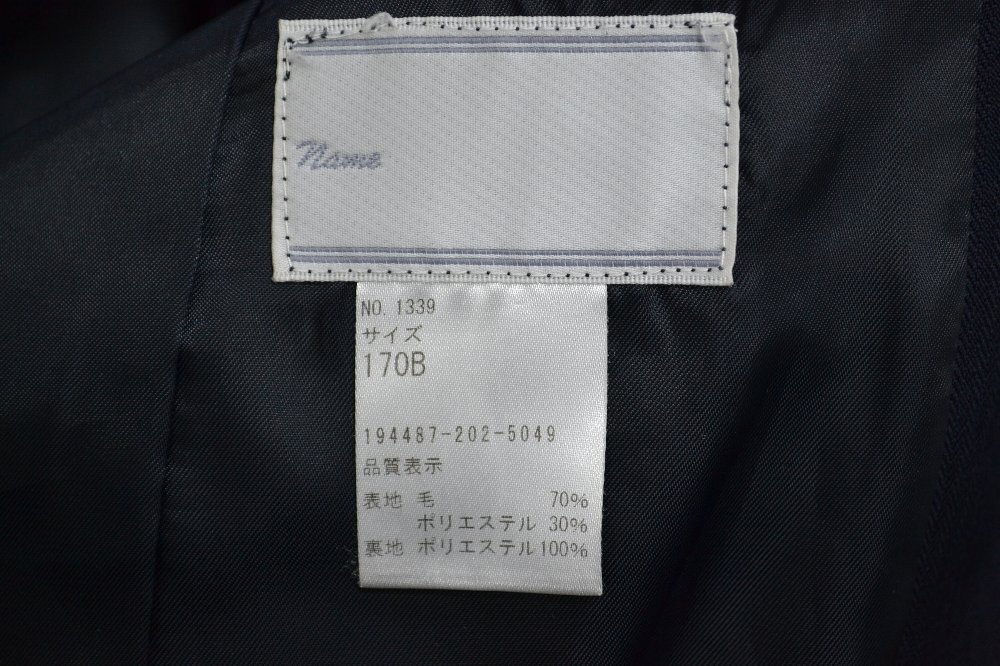 Name
NO. 1339
サイズ
170B
194487-202-5049
品質表示
表地 毛 70%
ポリエステル 30%
裏地 ポリエステル 100%